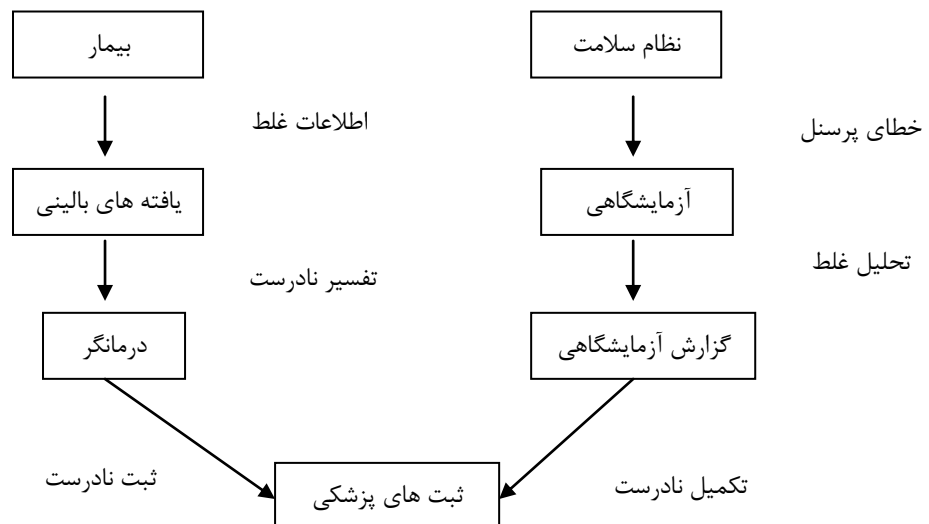 نظام سلامت
بیمار
خطای پرسنل
اطلاعات غلط
آزمایشگاهی
یافته های بالینی
تحلیل غلط
تفسیر نادرست
گزارش آزمایشگاهی
درمانگر
تکمیل نادرست
ثبت نادرست
ثبت های پزشکی